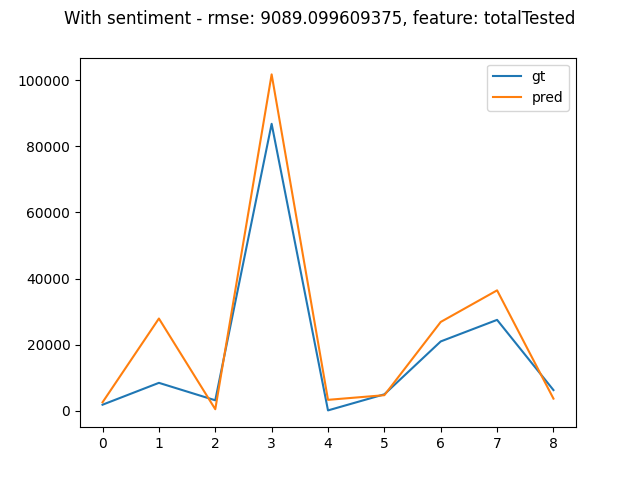 With sentiment - rmse: 9089.099609375, feature: totalTested
gt
pred
100000
80000
60000
40000
20000
0
0 1 2 3 4 5 6 7 8